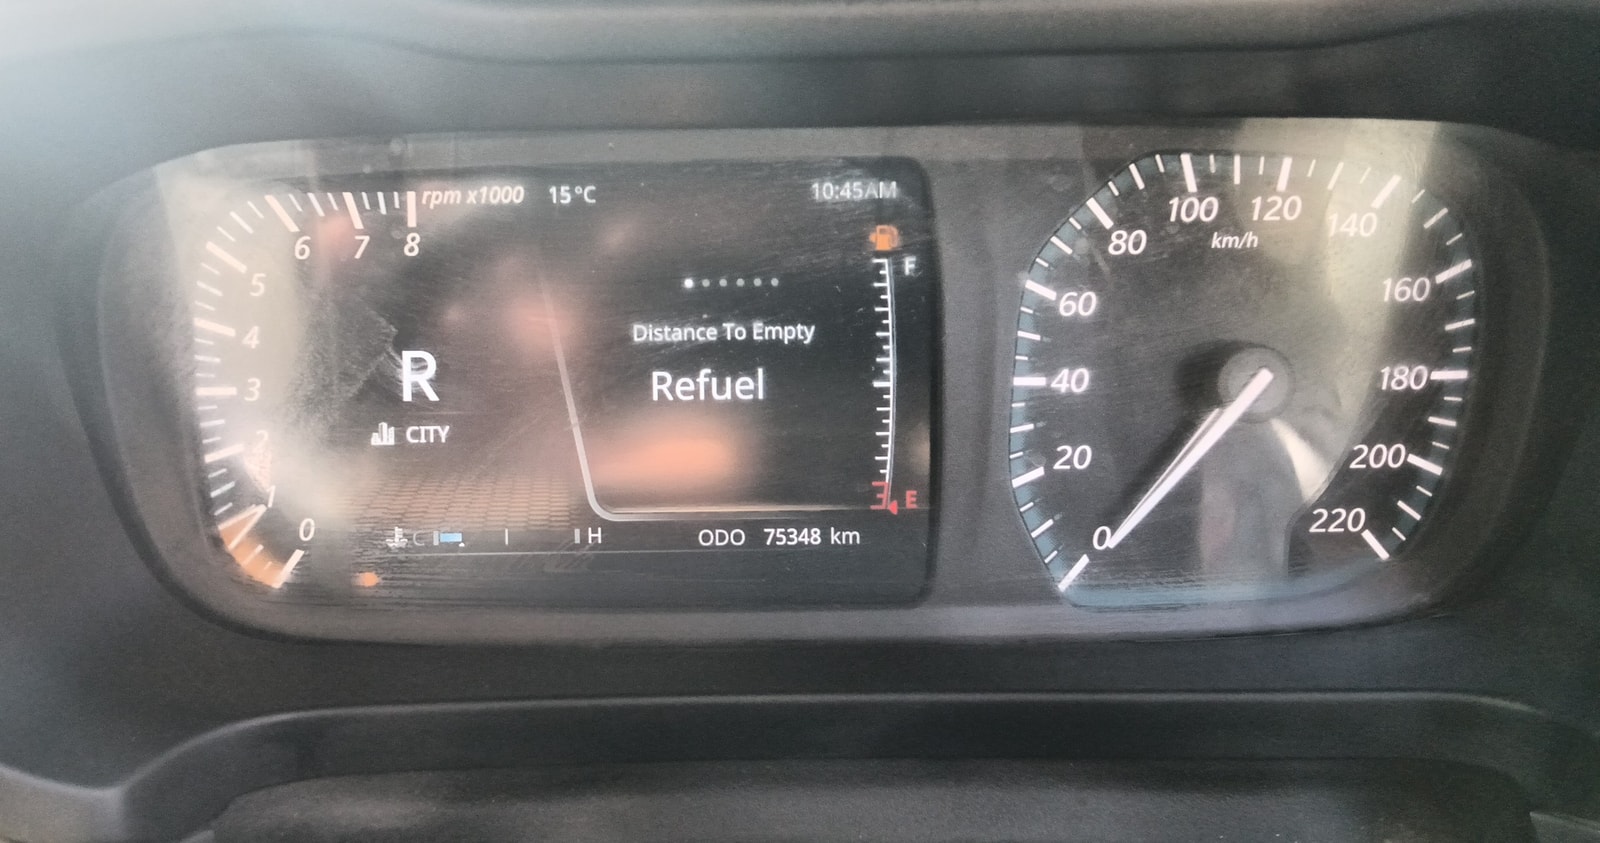 rpm x1000 15°C 10:45AM
6 7 8
5
4
3
2
1
0
R
CITY
Distance To Empty
Refuel
F
E
C H ODO 75348 km
0
20
40
60
80
100
120
km/h
140
160
180
200
220